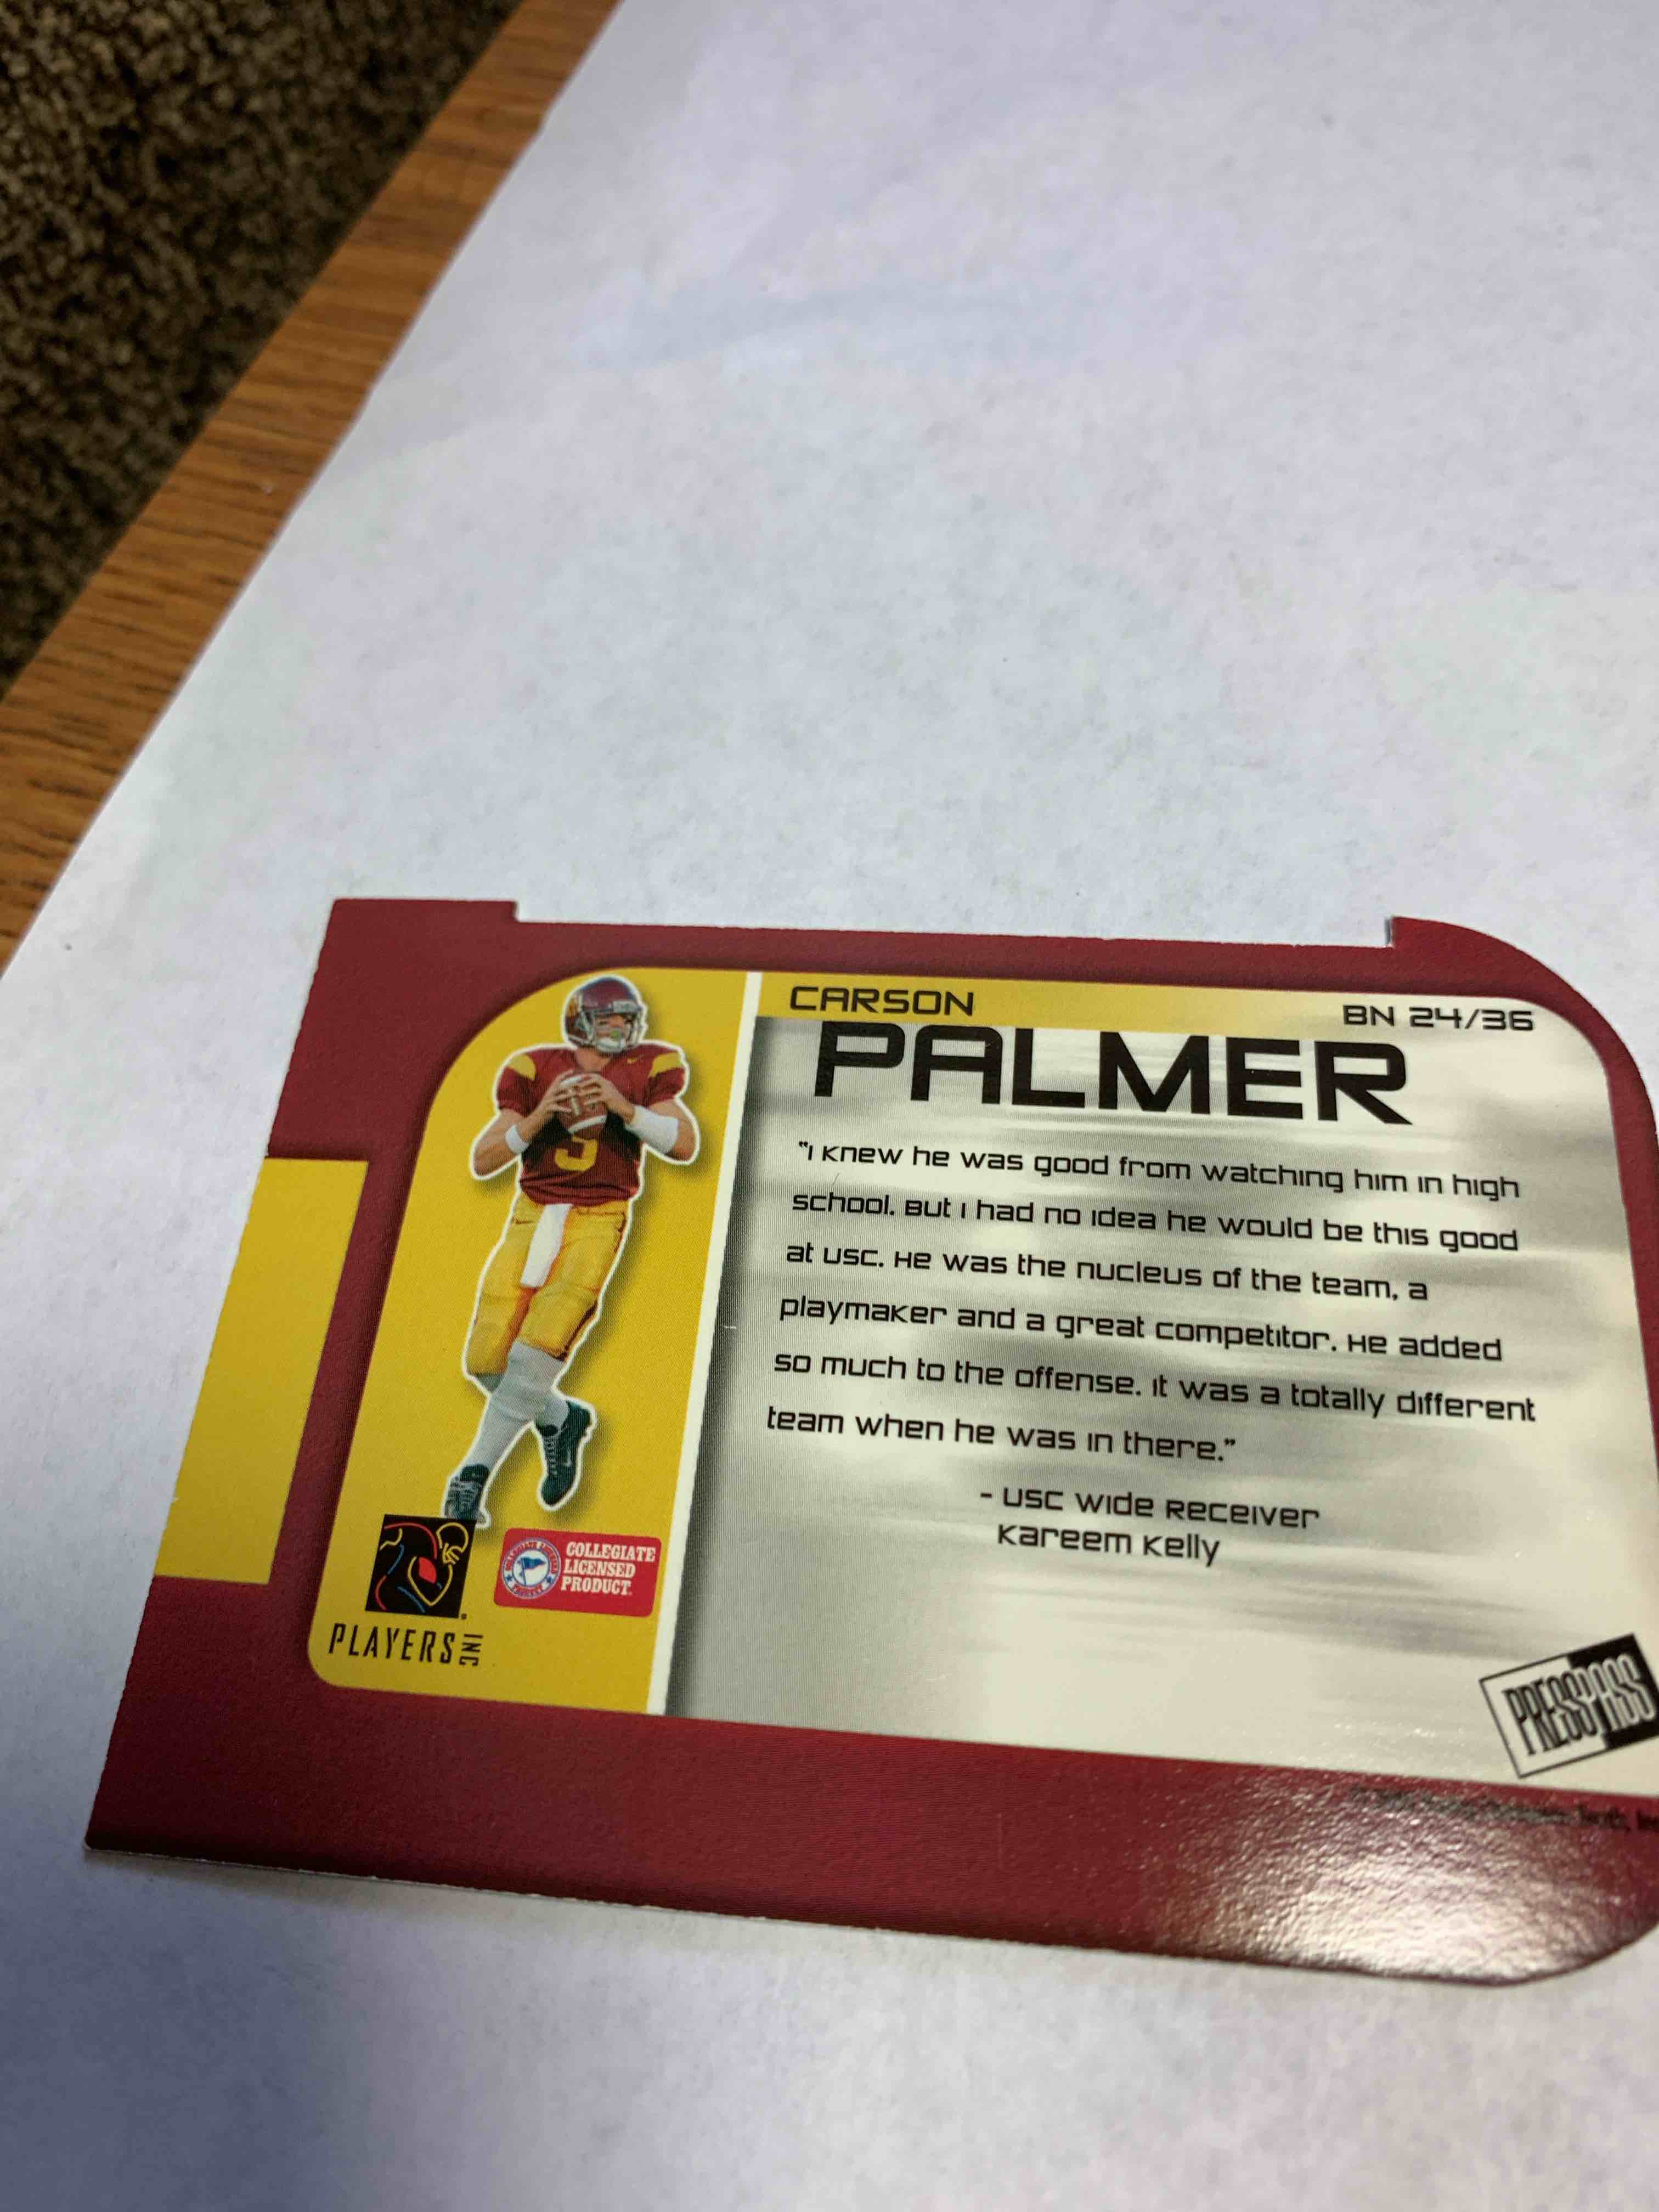 CARSON
BN 24/36
PALMER
"I knew he was good from watching him in high
school. But I had no idea he would be this good
at USC. He was the nucleus of the team, a
playmaker and a great competitor. He added
so much to the offense. It was a totally different
team when he was in there."
- USC Wide Receiver
Kareem Kelly
5
COLLEGIATE
LICENSED
PRODUCT
PLAYERS INC
PRESS PASS